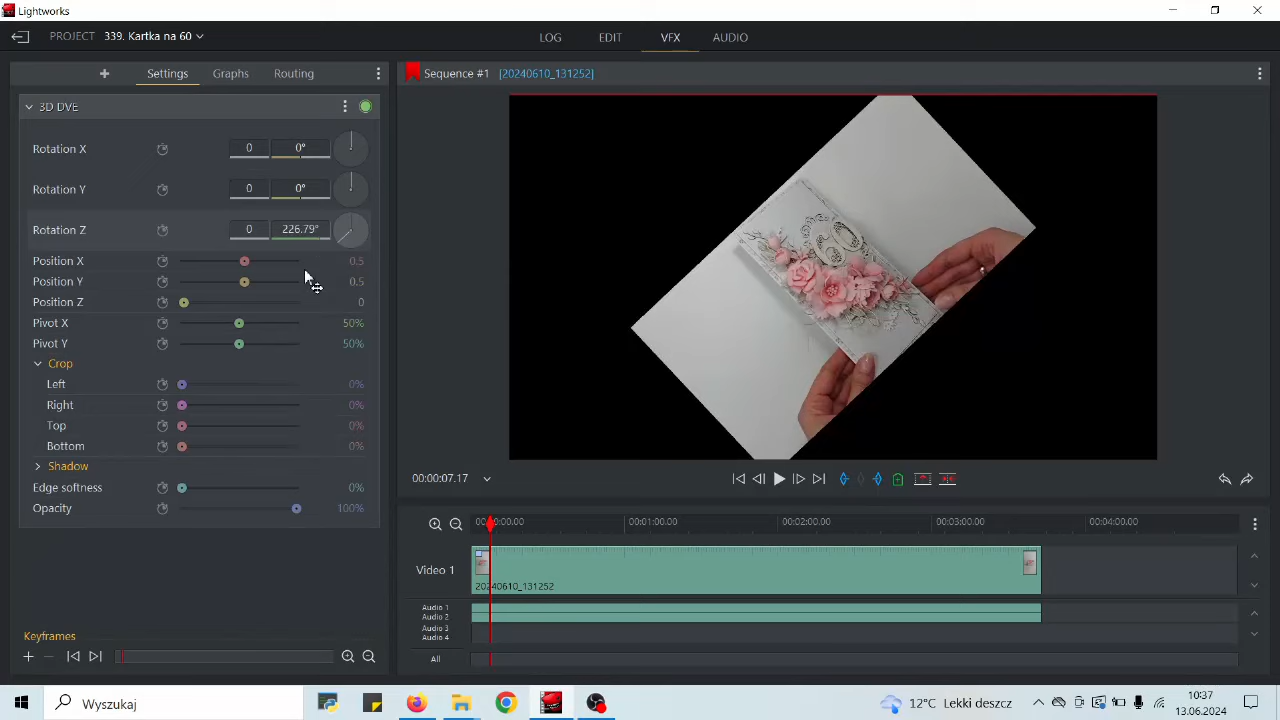 Lightworks
PROJECT 339. Kartka na 60
LOG EDIT VFX AUDIO
Settings Graphs Routing
Sequence #1 [20240610_131252]
3D DVE
Rotation X 0 0°
Rotation Y 0 0°
Rotation Z 0 226.79°
Position X 0.5
Position Y 0.5
Position Z 0
Pivot X 50%
Pivot Y 50%
Crop
Left 0%
Right 0%
Top 0%
Bottom 0%
Shadow
Edge softness 0%
Opacity 100%
60
00:00:07.17
00:00:00.00 00:01:00.00 00:02:00.00 00:03:00.00 00:04:00.00
Video 1
20240610_131252
Audio 1
Audio 2
Audio 3
Audio 4
All
Keyframes
Wyszukaj
12°C Lekki deszcz
10:37
13.06.2024